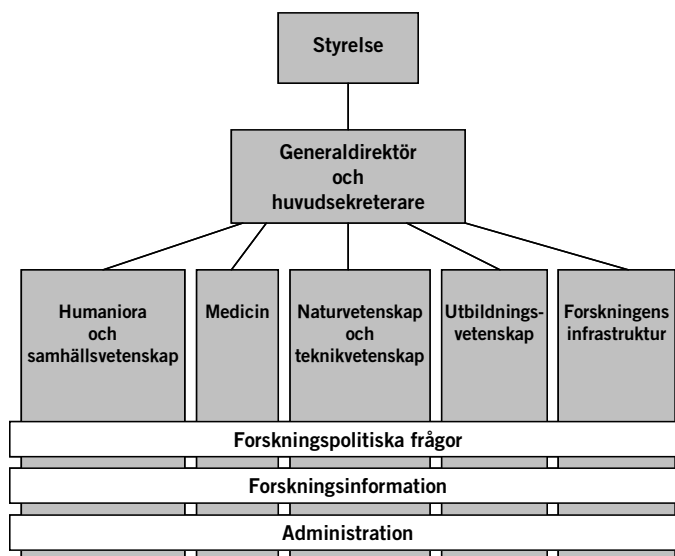 Styrelse
Generaldirektör
och
huvudsekreterare
Humaniora
och
samhällsvetenskap
Medicin
Naturvetenskap
och
teknikvetenskap
Utbildnings-
vetenskap
Forskningens
infrastruktur
Forskningspolitiska frågor
Forskningsinformation
Administration